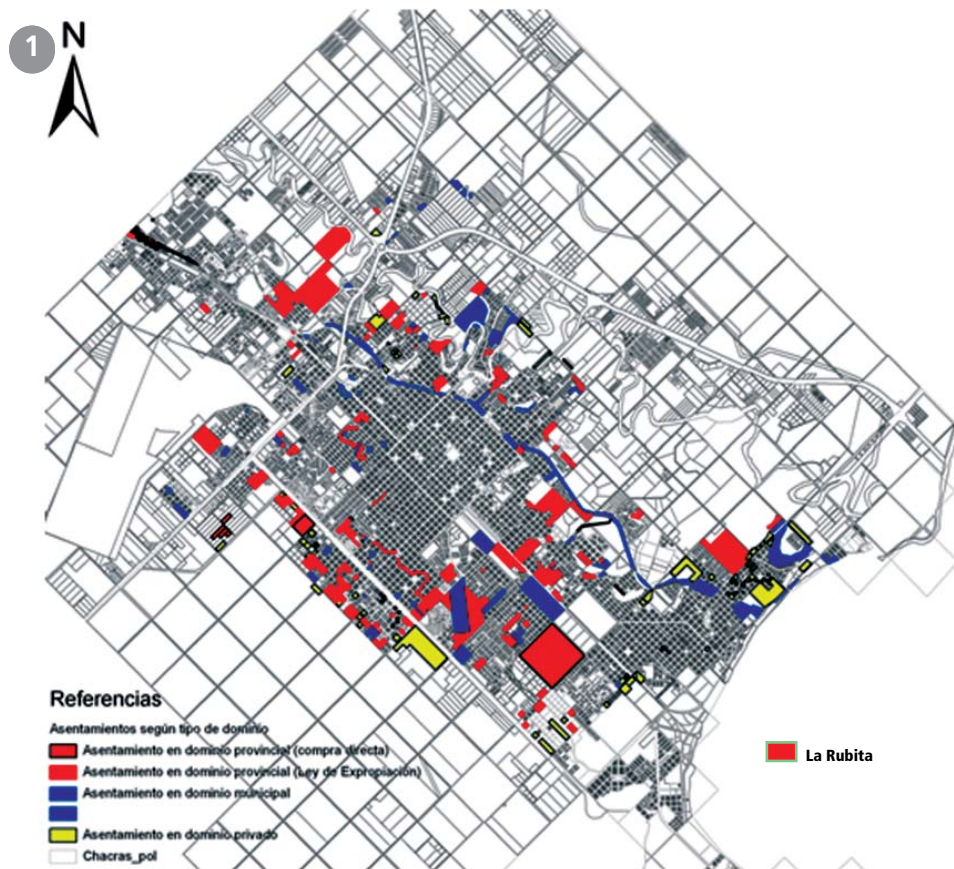 1
N
Referencias
Asentamientos según tipo de dominio
Asentamiento en dominio provincial (compra directa)
Asentamiento en dominio provincial (Ley de Expropiación)
Asentamiento en dominio municipal
Asentamiento en dominio privado
Chacras_pol
La Rubita